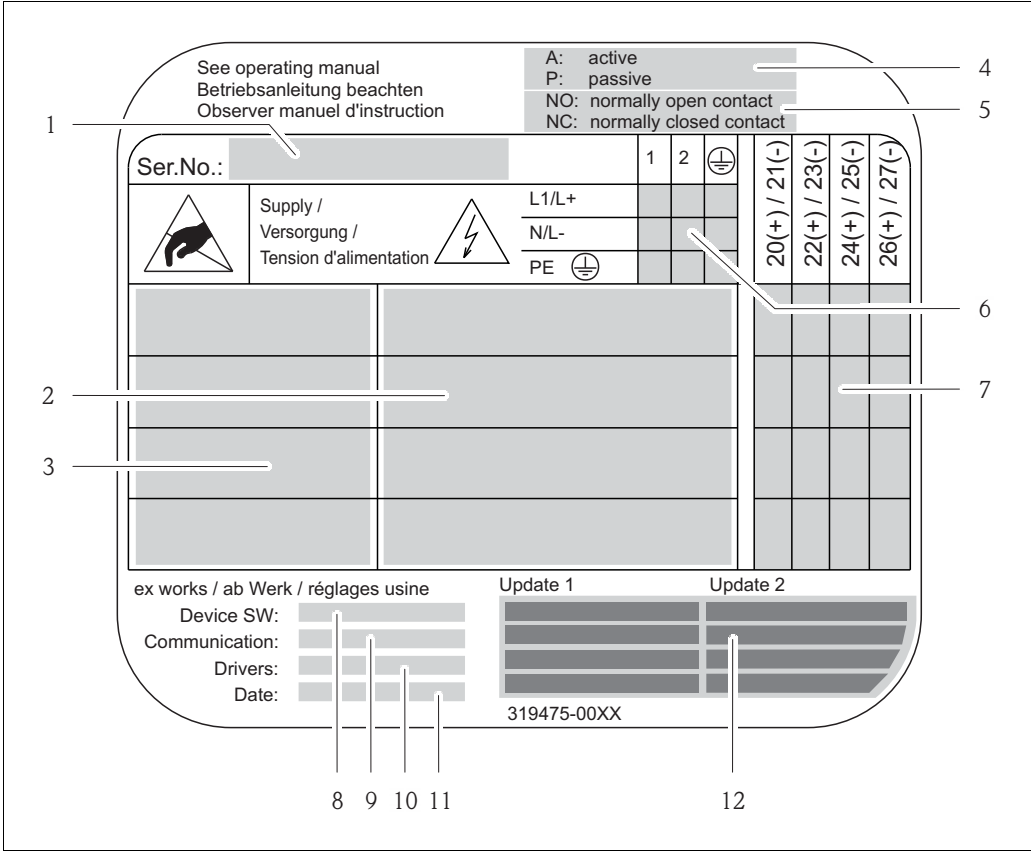 See operating manual
Betriebsanleitung beachten
Observer manuel d'instruction
A: active
P: passive
NO: normally open contact
NC: normally closed contact
4
5
1
Ser.No.:
1 2
20(+) / 21(-)
22(+) / 23(-)
24(+) / 25(-)
26(+) / 27(-)
Supply /
Versorgung /
Tension d'alimentation
L1/L+
N/L-
PE
6
2
7
3
ex works / ab Werk / réglages usine
Device SW:
Communication:
Drivers:
Date:
Update 1
Update 2
319475-00XX
8 9 10 11 12